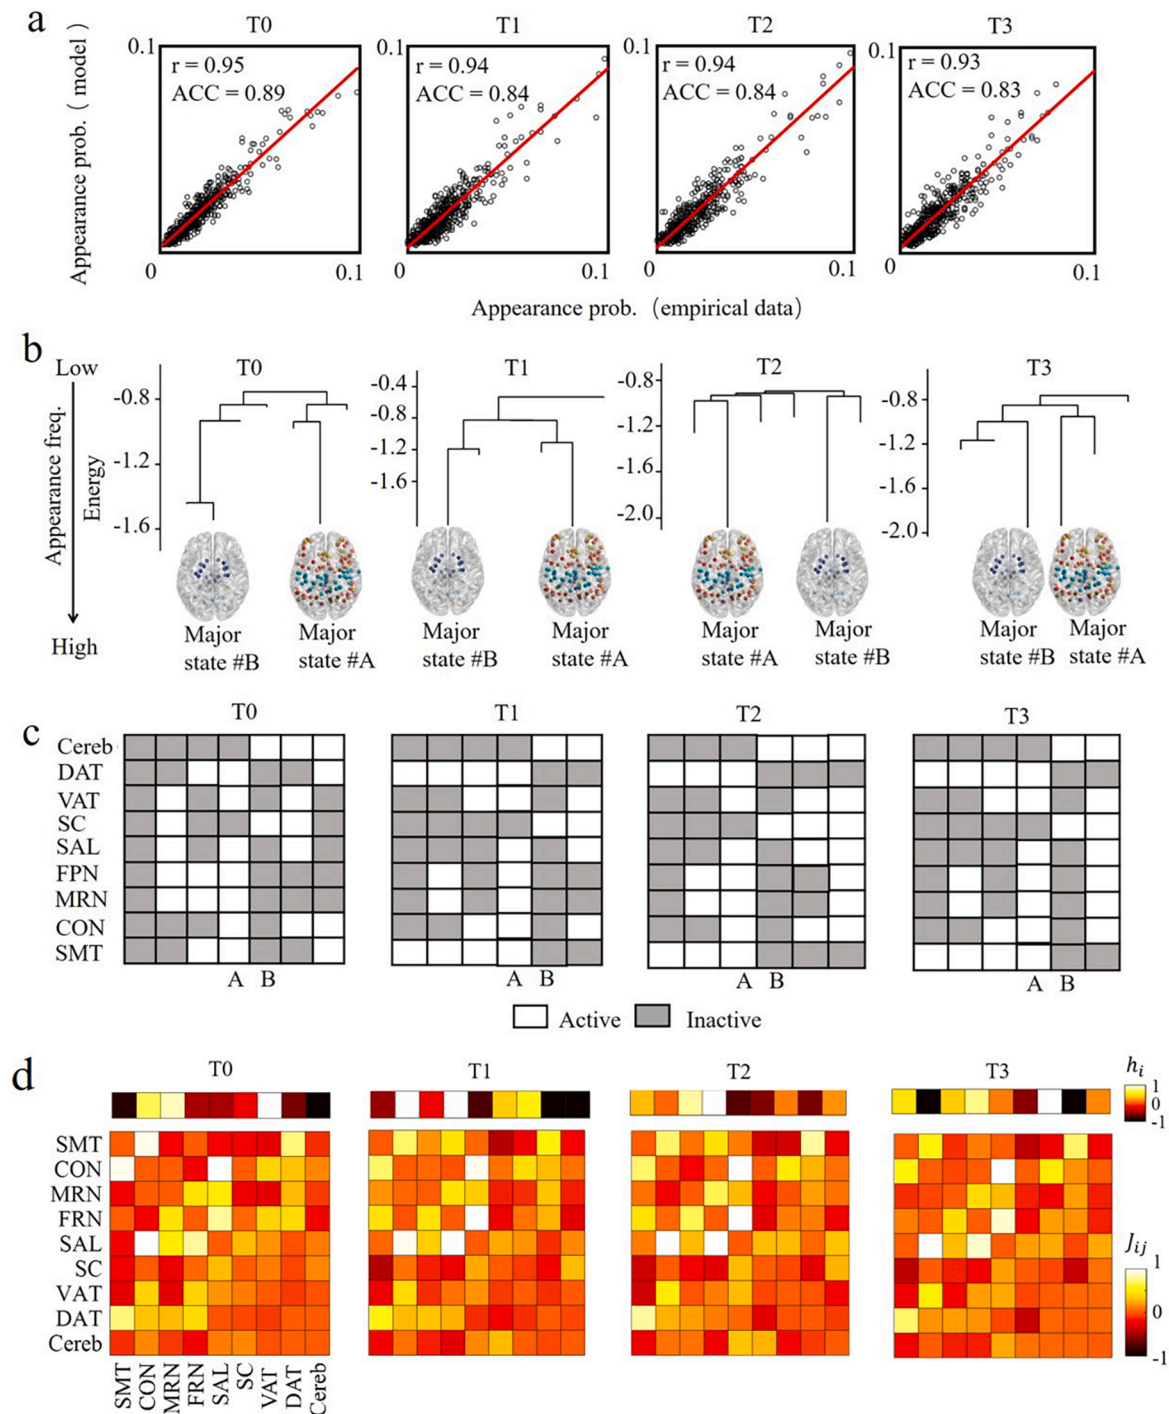 a
T0
T1
T2
T3
Appearance prob. ( model )
0.1
r = 0.95
ACC = 0.89
0.1
r = 0.94
ACC = 0.84
0.1
r = 0.94
ACC = 0.84
0.1
r = 0.93
ACC = 0.83
0
0.1
0
0.1
0
0.1
0
0.1
Appearance prob. (empirical data)
b
Low
Appearance freq.
Energy
High
T0
-0.8
-1.2
-1.6
Major
state #B
Major
state #A
T1
-0.4
-0.8
-1.2
-1.6
Major
state #B
Major
state #A
T2
-0.8
-1.2
-1.6
-2.0
Major
state #A
Major
state #B
T3
-0.8
-1.2
-1.6
-2.0
Major
state #B
Major
state #A
c
T0
T1
T2
T3
Cereb
DAT
VAT
SC
SAL
FPN
MRN
CON
SMT
A B
A B
A B
A B
Active
Inactive
d
T0
T1
T2
T3
hi
1
0
-1
SMT
CON
MRN
FRN
SAL
SC
VAT
DAT
Cereb
Jij
1
0
-1
SMT
CON
MRN
FRN
SAL
SC
VAT
DAT
Cereb